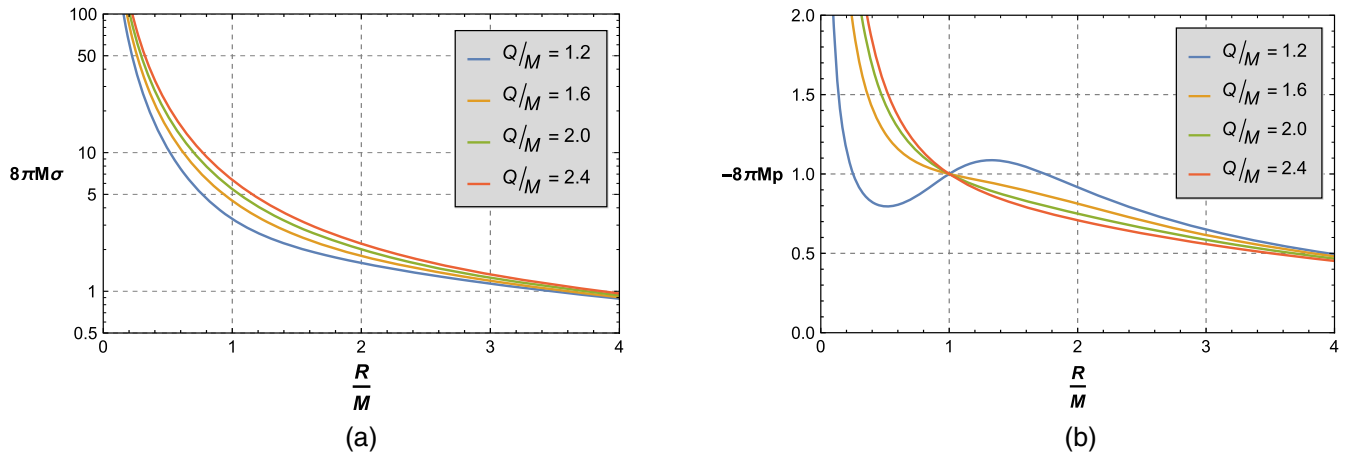 100
50
10
5
1
0.5
8πMσ
0 1 2 3 4
R
M
Q/M = 1.2
Q/M = 1.6
Q/M = 2.0
Q/M = 2.4
(a)
2.0
1.5
1.0
0.5
0.0
−8πMp
0 1 2 3 4
R
M
Q/M = 1.2
Q/M = 1.6
Q/M = 2.0
Q/M = 2.4
(b)